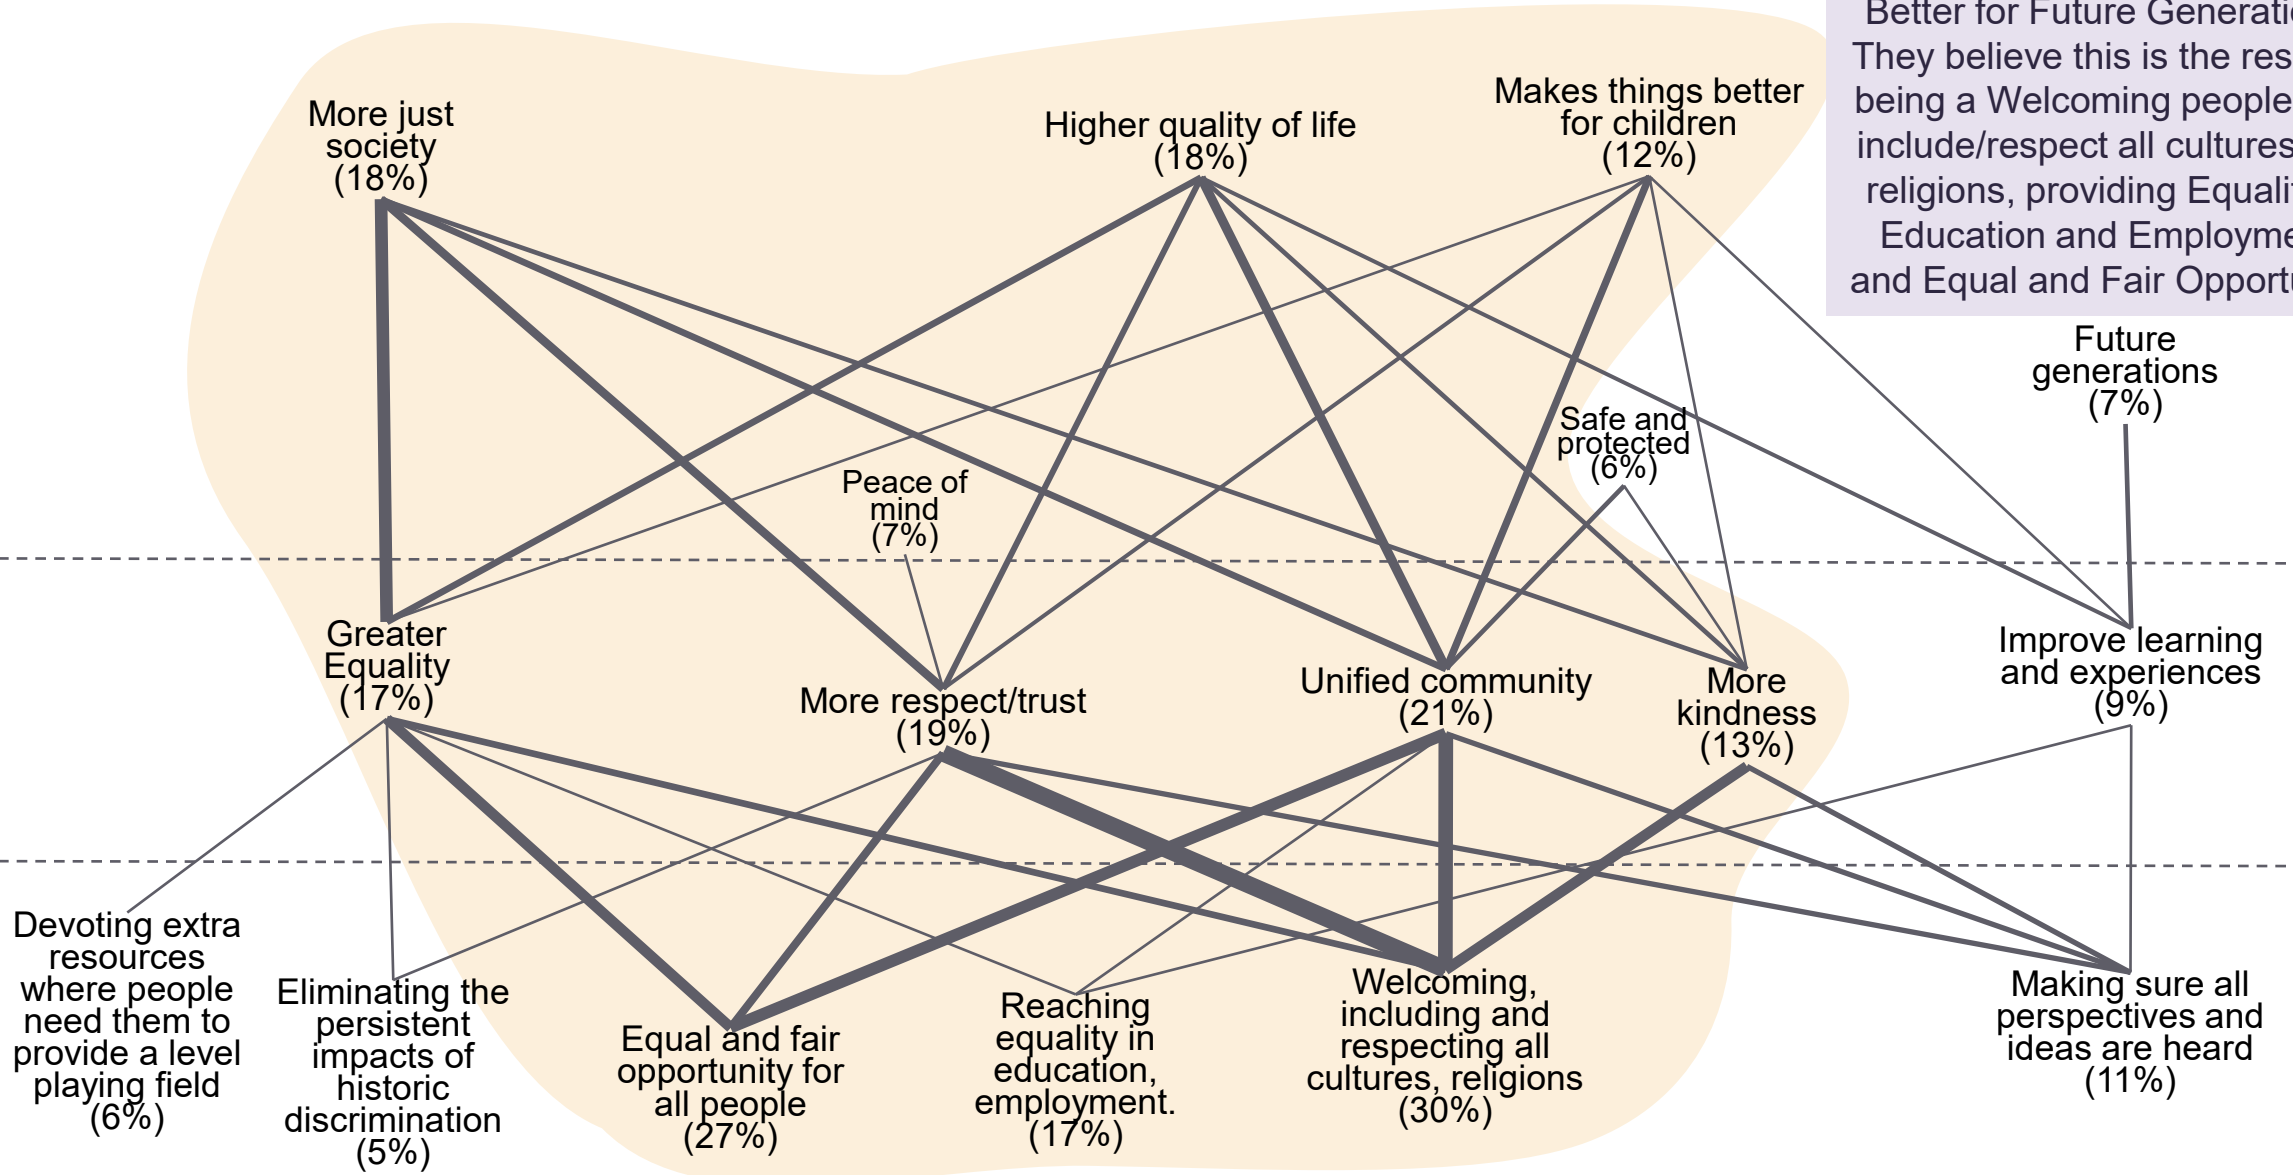 Better for Future
They believe this is the
being a Welcoming people
include/respect all cultures
religions, providing
Education and
and Equal and Fair
More just
society
(18%)
Higher quality of life
(18%)
Makes things better
for children
(12%)
Future
generations
(7%)
Safe and
protected
(6%)
Peace of
mind
(7%)
Greater
Equality
(17%)
More respect/trust
(19%)
Unified community
(21%)
More
kindness
(13%)
Improve learning
and experiences
(9%)
Devoting extra
resources
where people
need them to
provide a level
playing field
(6%)
Eliminating the
persistent
impacts of
historic
discrimination
(5%)
Equal and fair
opportunity for
all people
(27%)
Reaching
equality in
education,
employment.
(17%)
Welcoming,
including and
respecting all
cultures, religions
(30%)
Making sure all
perspectives and
ideas are heard
(11%)